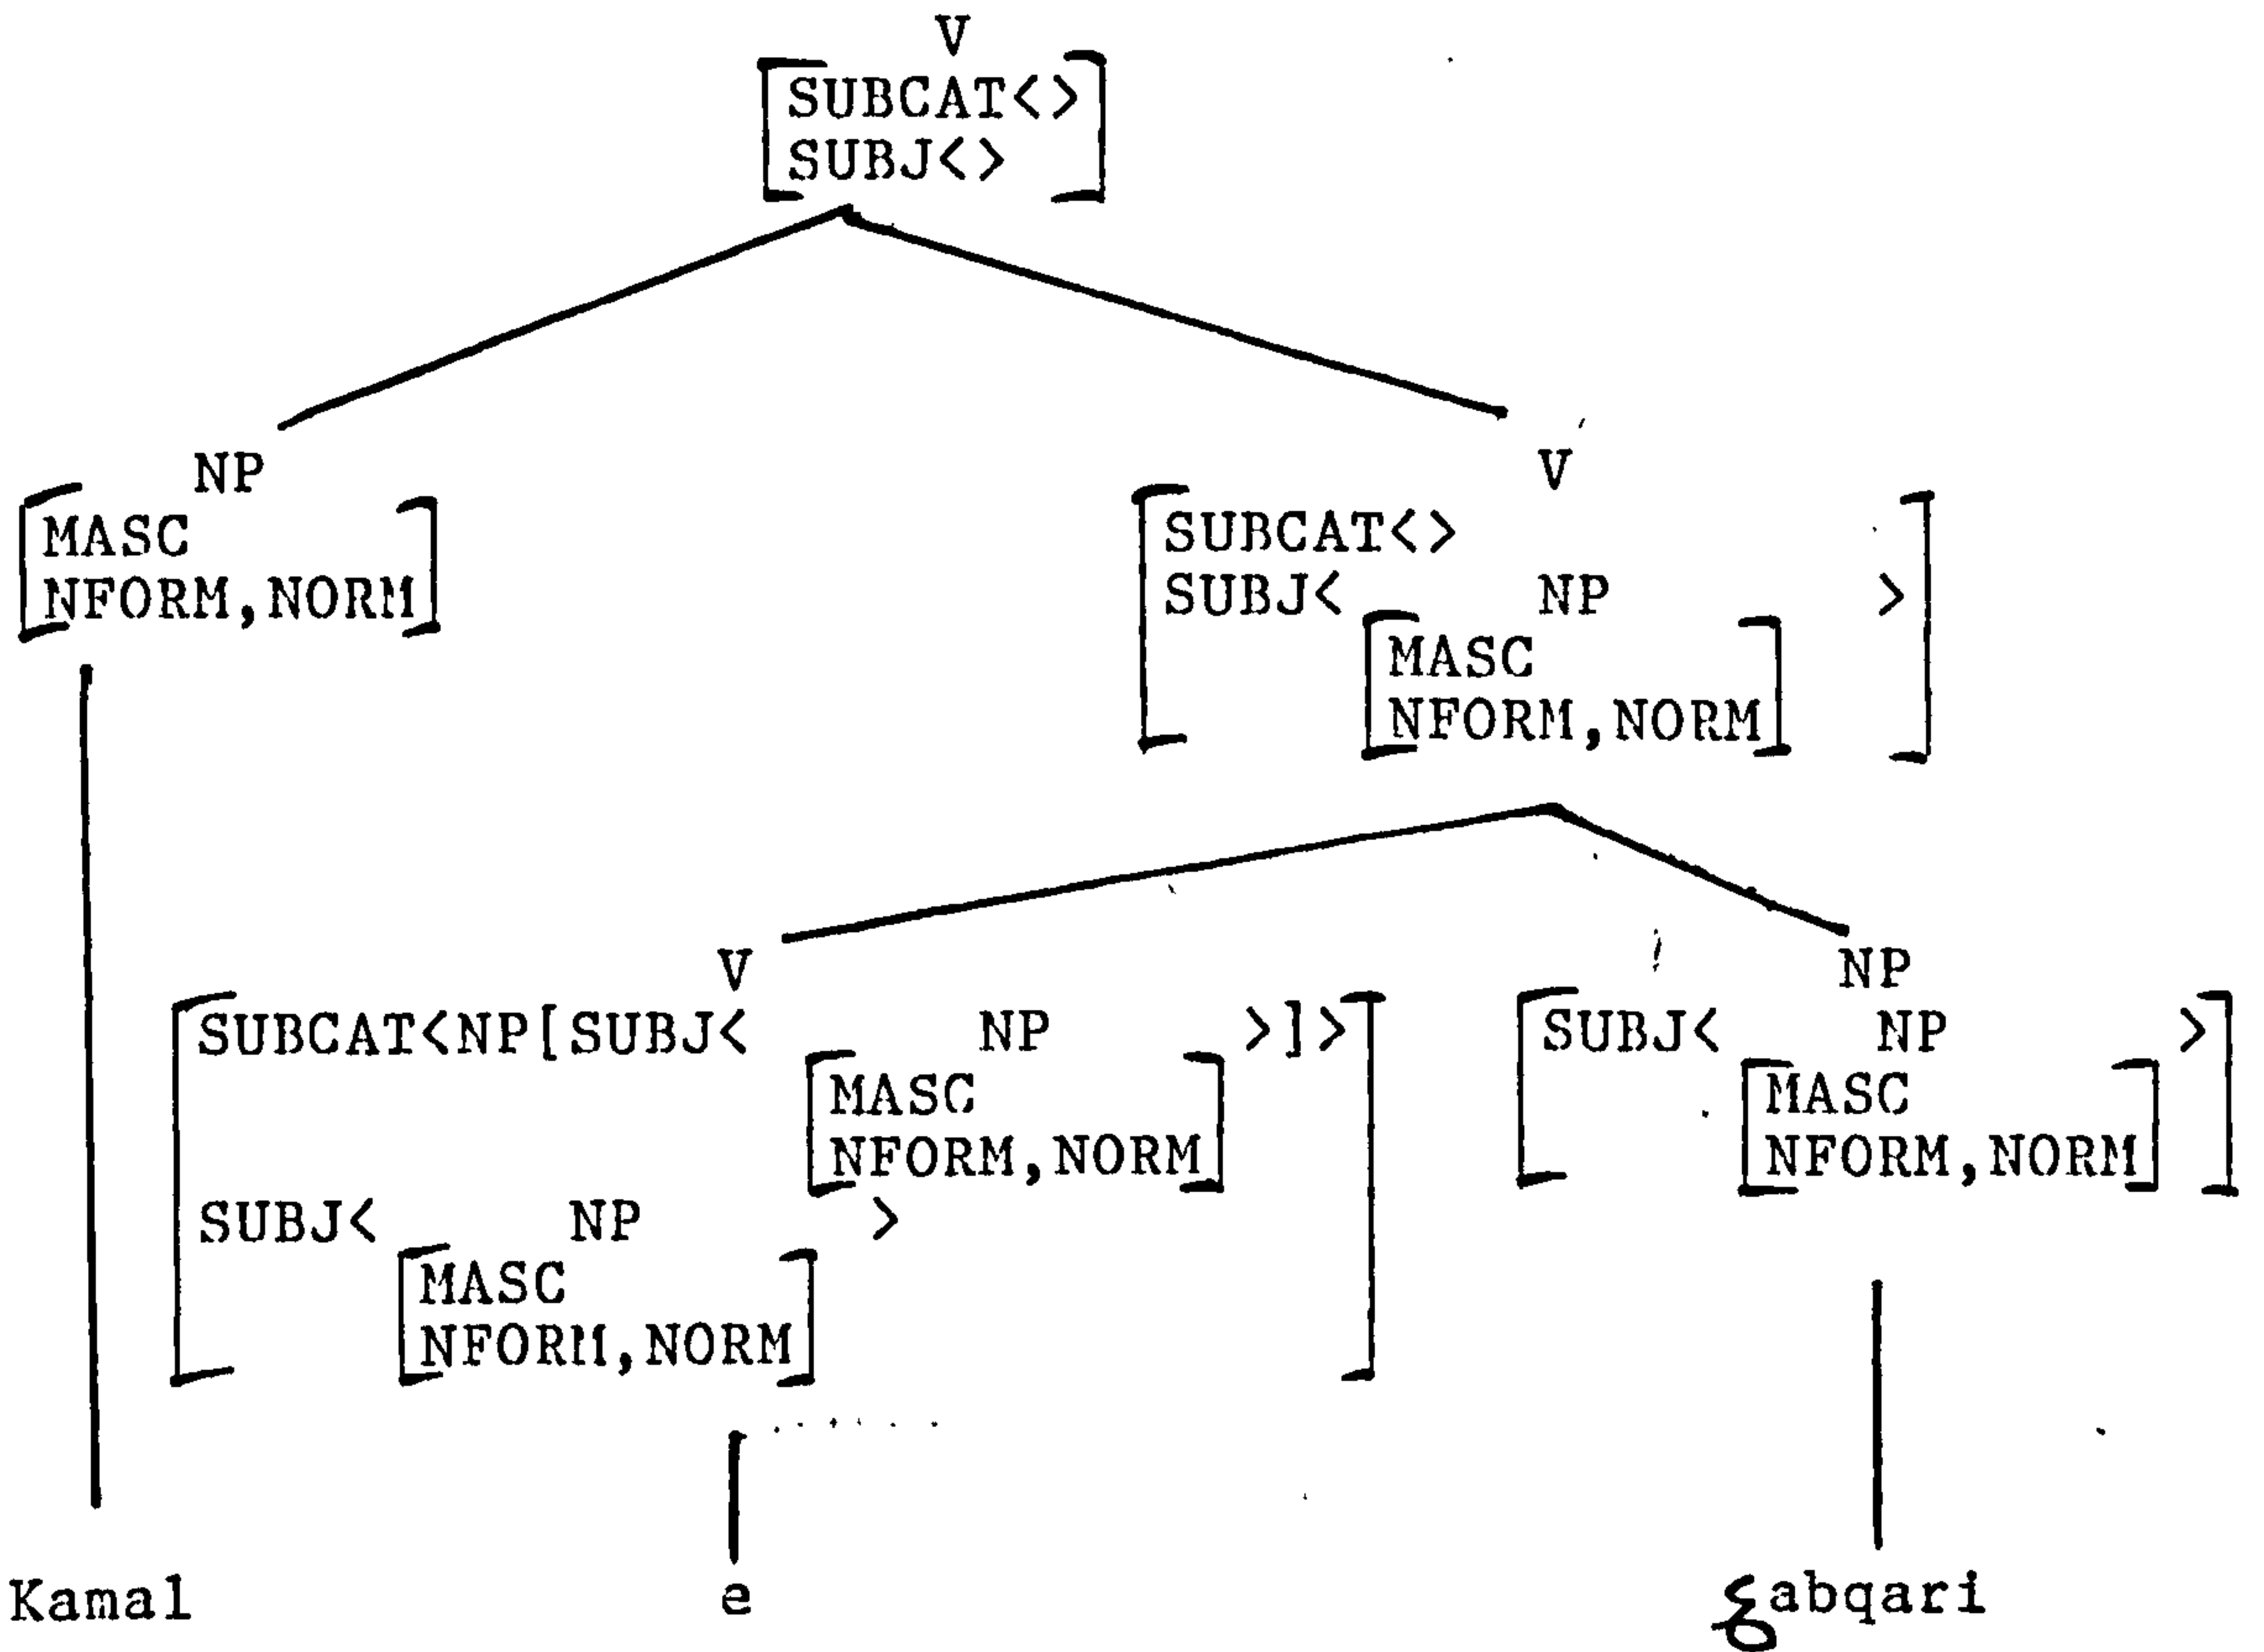 V
SUBCAT<>
SUBJ<>
NP V
MASC SUBCAT<>
NFORM,NORM SUBJ< NP >
MASC
NFORM,NORM
V NP
SUBCAT<NP[SUBJ< NP >]> SUBJ< NP >
MASC MASC
NFORM,NORM NFORM,NORM
SUBJ< NP >
MASC
NFORM,NORM
Kamal e ʕabqari